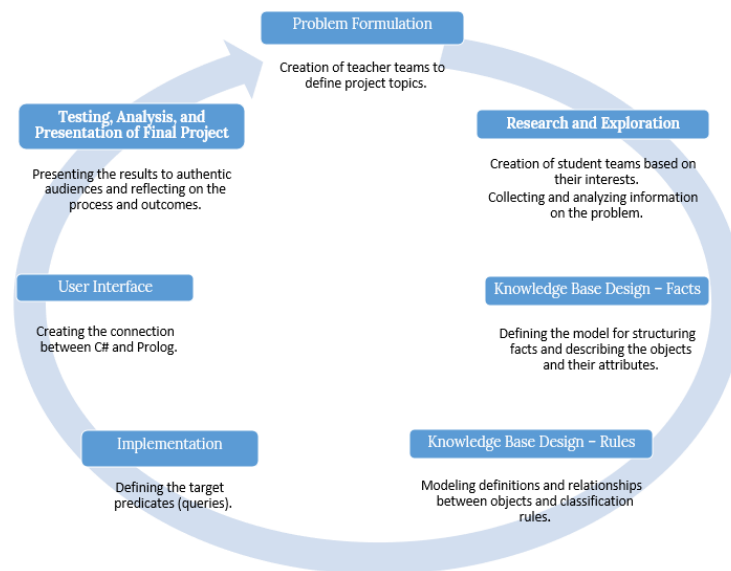 Problem Formulation
Creation of teacher teams to
define project topics.
Research and Exploration
Creation of student teams based on
their interests.
Collecting and analyzing information
on the problem.
Knowledge Base Design – Facts
Defining the model for structuring
facts and describing the objects
and their attributes.
Knowledge Base Design – Rules
Modeling definitions and relationships
between objects and classification
rules.
Implementation
Defining the target
predicates (queries).
User Interface
Creating the connection
between C# and Prolog.
Testing, Analysis, and
Presentation of Final Project
Presenting the results to authentic
audiences and reflecting on the
process and outcomes.